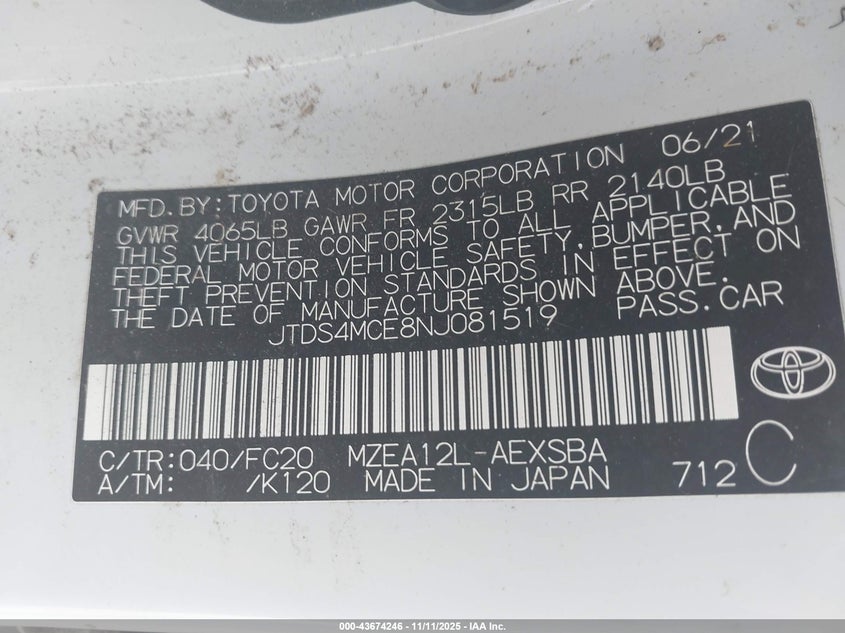 MFD. BY: TOYOTA MOTOR CORPORATION 06/21
GVWR 4065LB GAWR FR 2315LB RR 2140LB
THIS VEHICLE CONFORMS TO ALL APPLICABLE
FEDERAL MOTOR VEHICLE SAFETY, BUMPER, AND
THEFT PREVENTION STANDARDS IN EFFECT ON
THE DATE OF MANUFACTURE SHOWN ABOVE.
JTDS4MCE8NJ081519 PASS. CAR
C/TR: 040/FC20 MZEA12L-AEXSBA
A/TM: /K120 MADE IN JAPAN 712 C
000-43674246 - 11/11/2025 - IAA Inc.